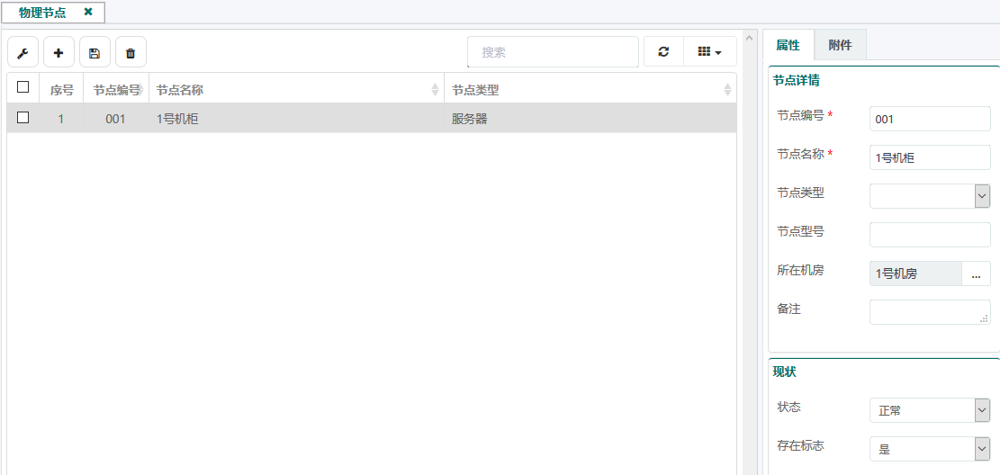 物理节点
搜索
序号 节点编号 节点名称 节点类型
1 001 1号机柜 服务器
属性 附件
节点详情
节点编号 * 001
节点名称 * 1号机柜
节点类型
节点型号
所在机房 1号机房 ...
备注
现状
状态 正常
存在标志 是